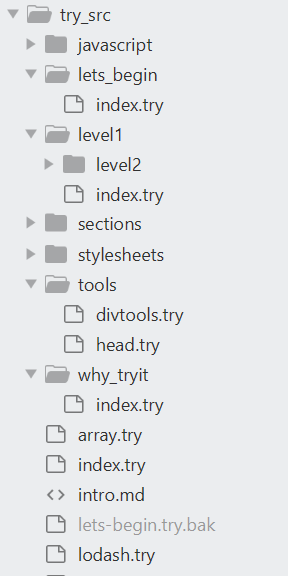 try_src
javascript
lets_begin
index.try
level1
level2
index.try
sections
stylesheets
tools
divtools.try
head.try
why_tryit
index.try
array.try
index.try
intro.md
lets-begin.try.bak
lodash.try